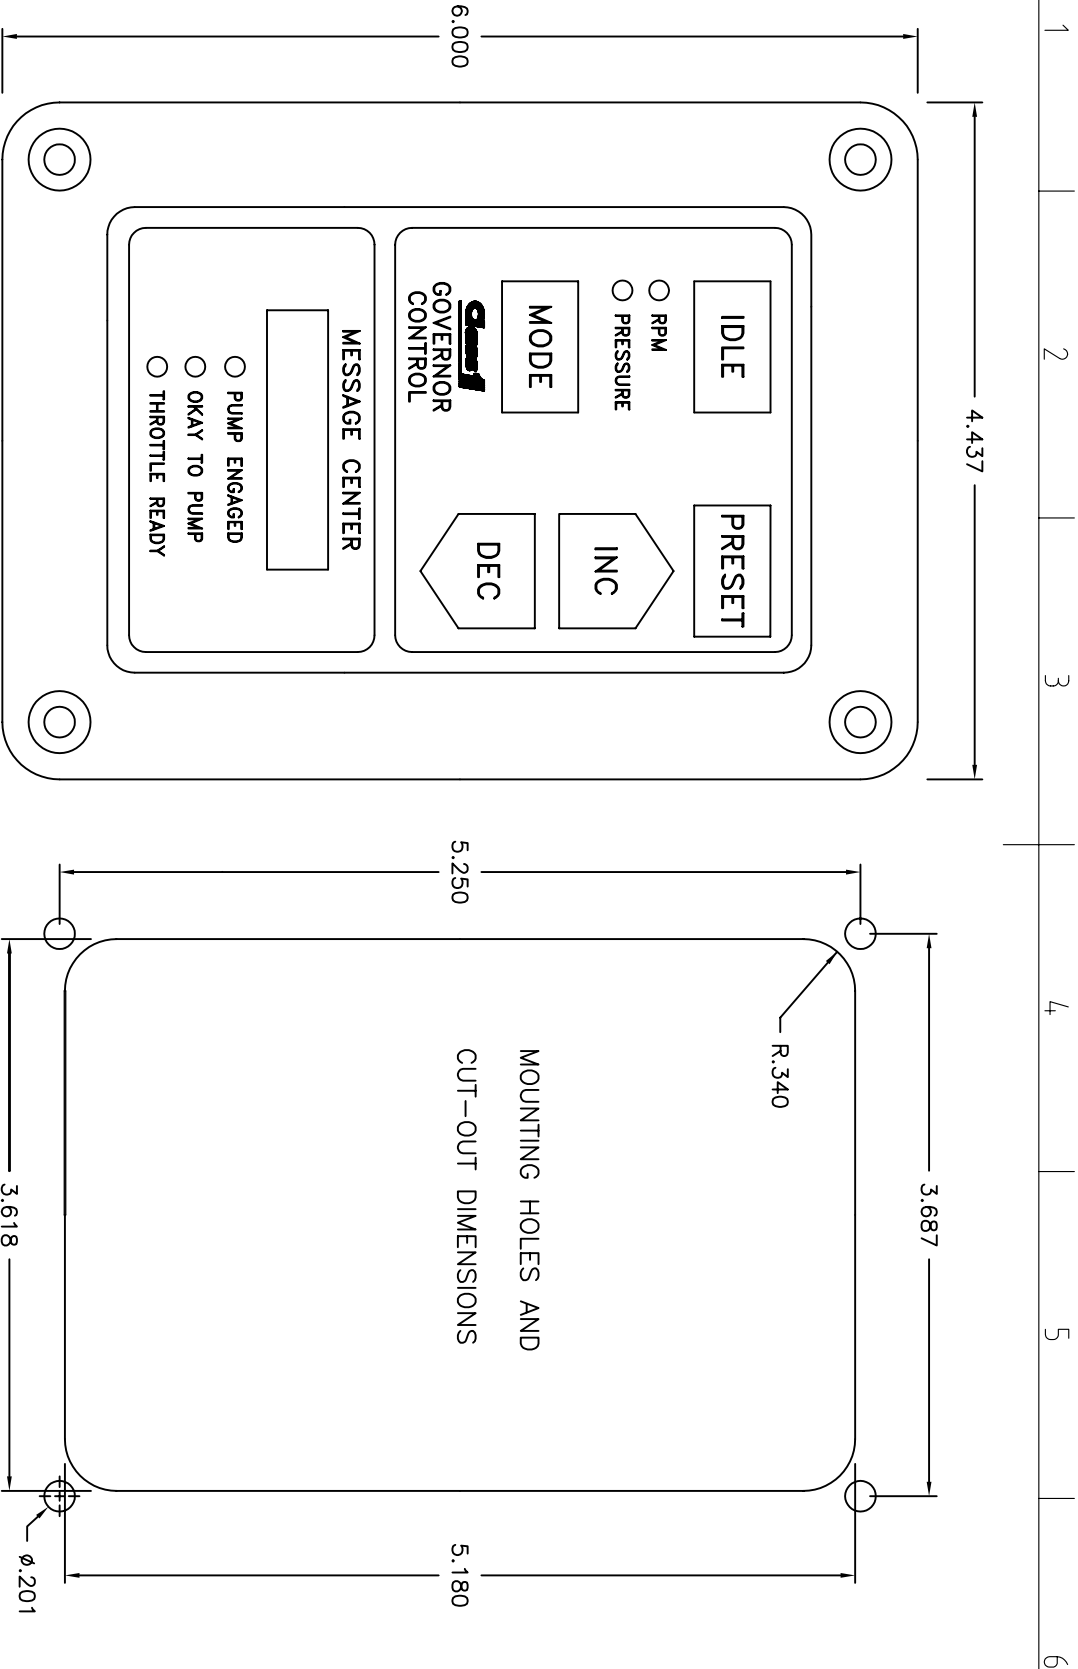 1
2
3
4
5
6
4.437
6.000
IDLE
PRESET
RPM
PRESSURE
INC
MODE
DEC
class1
GOVERNOR
CONTROL
MESSAGE CENTER
PUMP ENGAGED
OKAY TO PUMP
THROTTLE READY
3.687
R.340
5.250
MOUNTING HOLES AND
CUT-OUT DIMENSIONS
5.180
3.618
ø.201